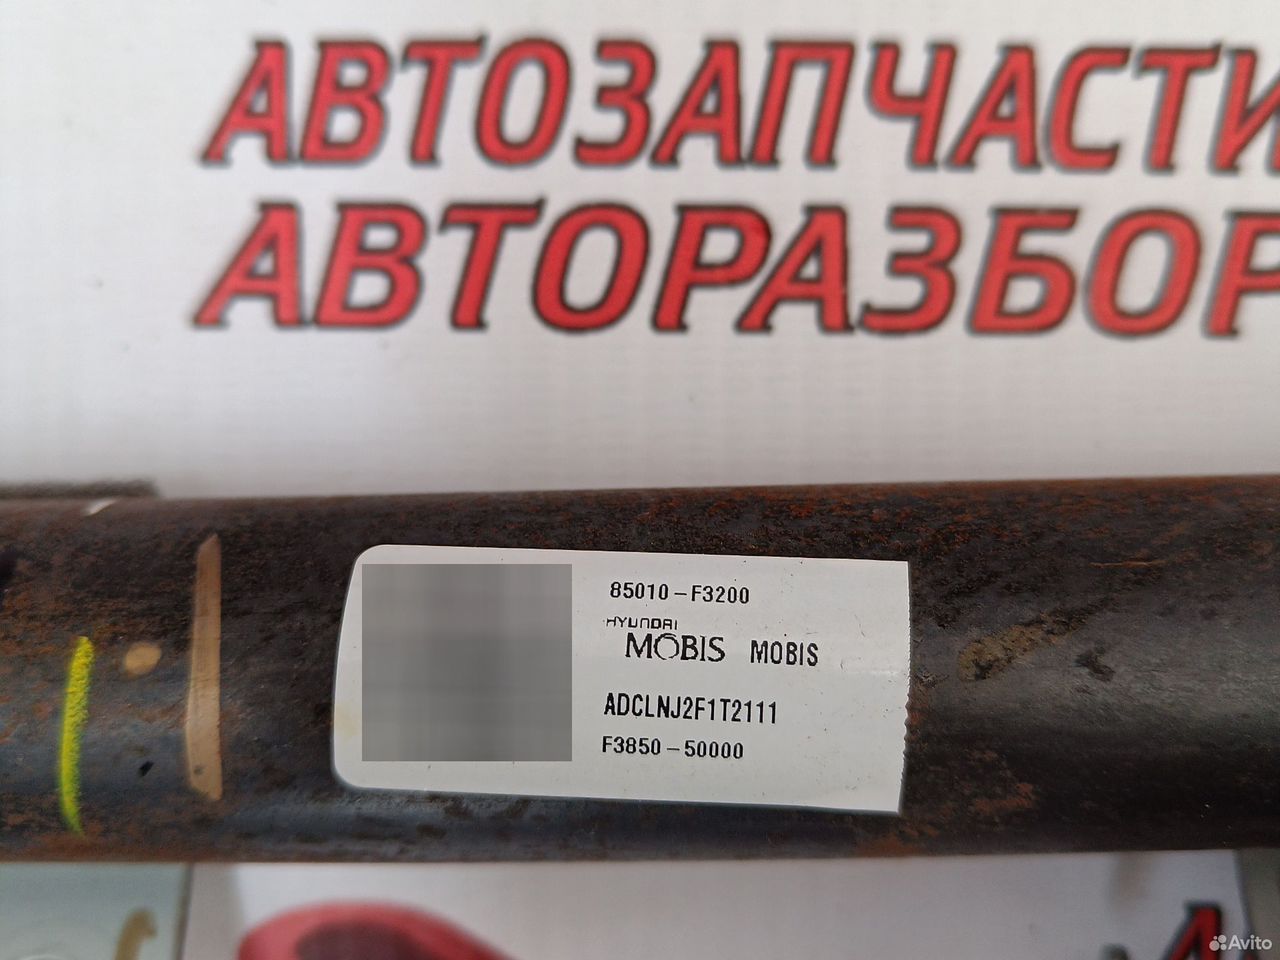 АВТОЗАПЧАСТИ
АВТОРАЗБОР
85010-F3200
HYUNDAI
MOBIS MOBIS
ADCLNJ2F1T2111
F3850-50000
Avito